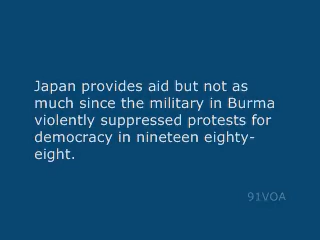 Japan provides aid but not as
much since the military in Burma
violently suppressed protests for
democracy in nineteen eighty-
eight.
91VOA